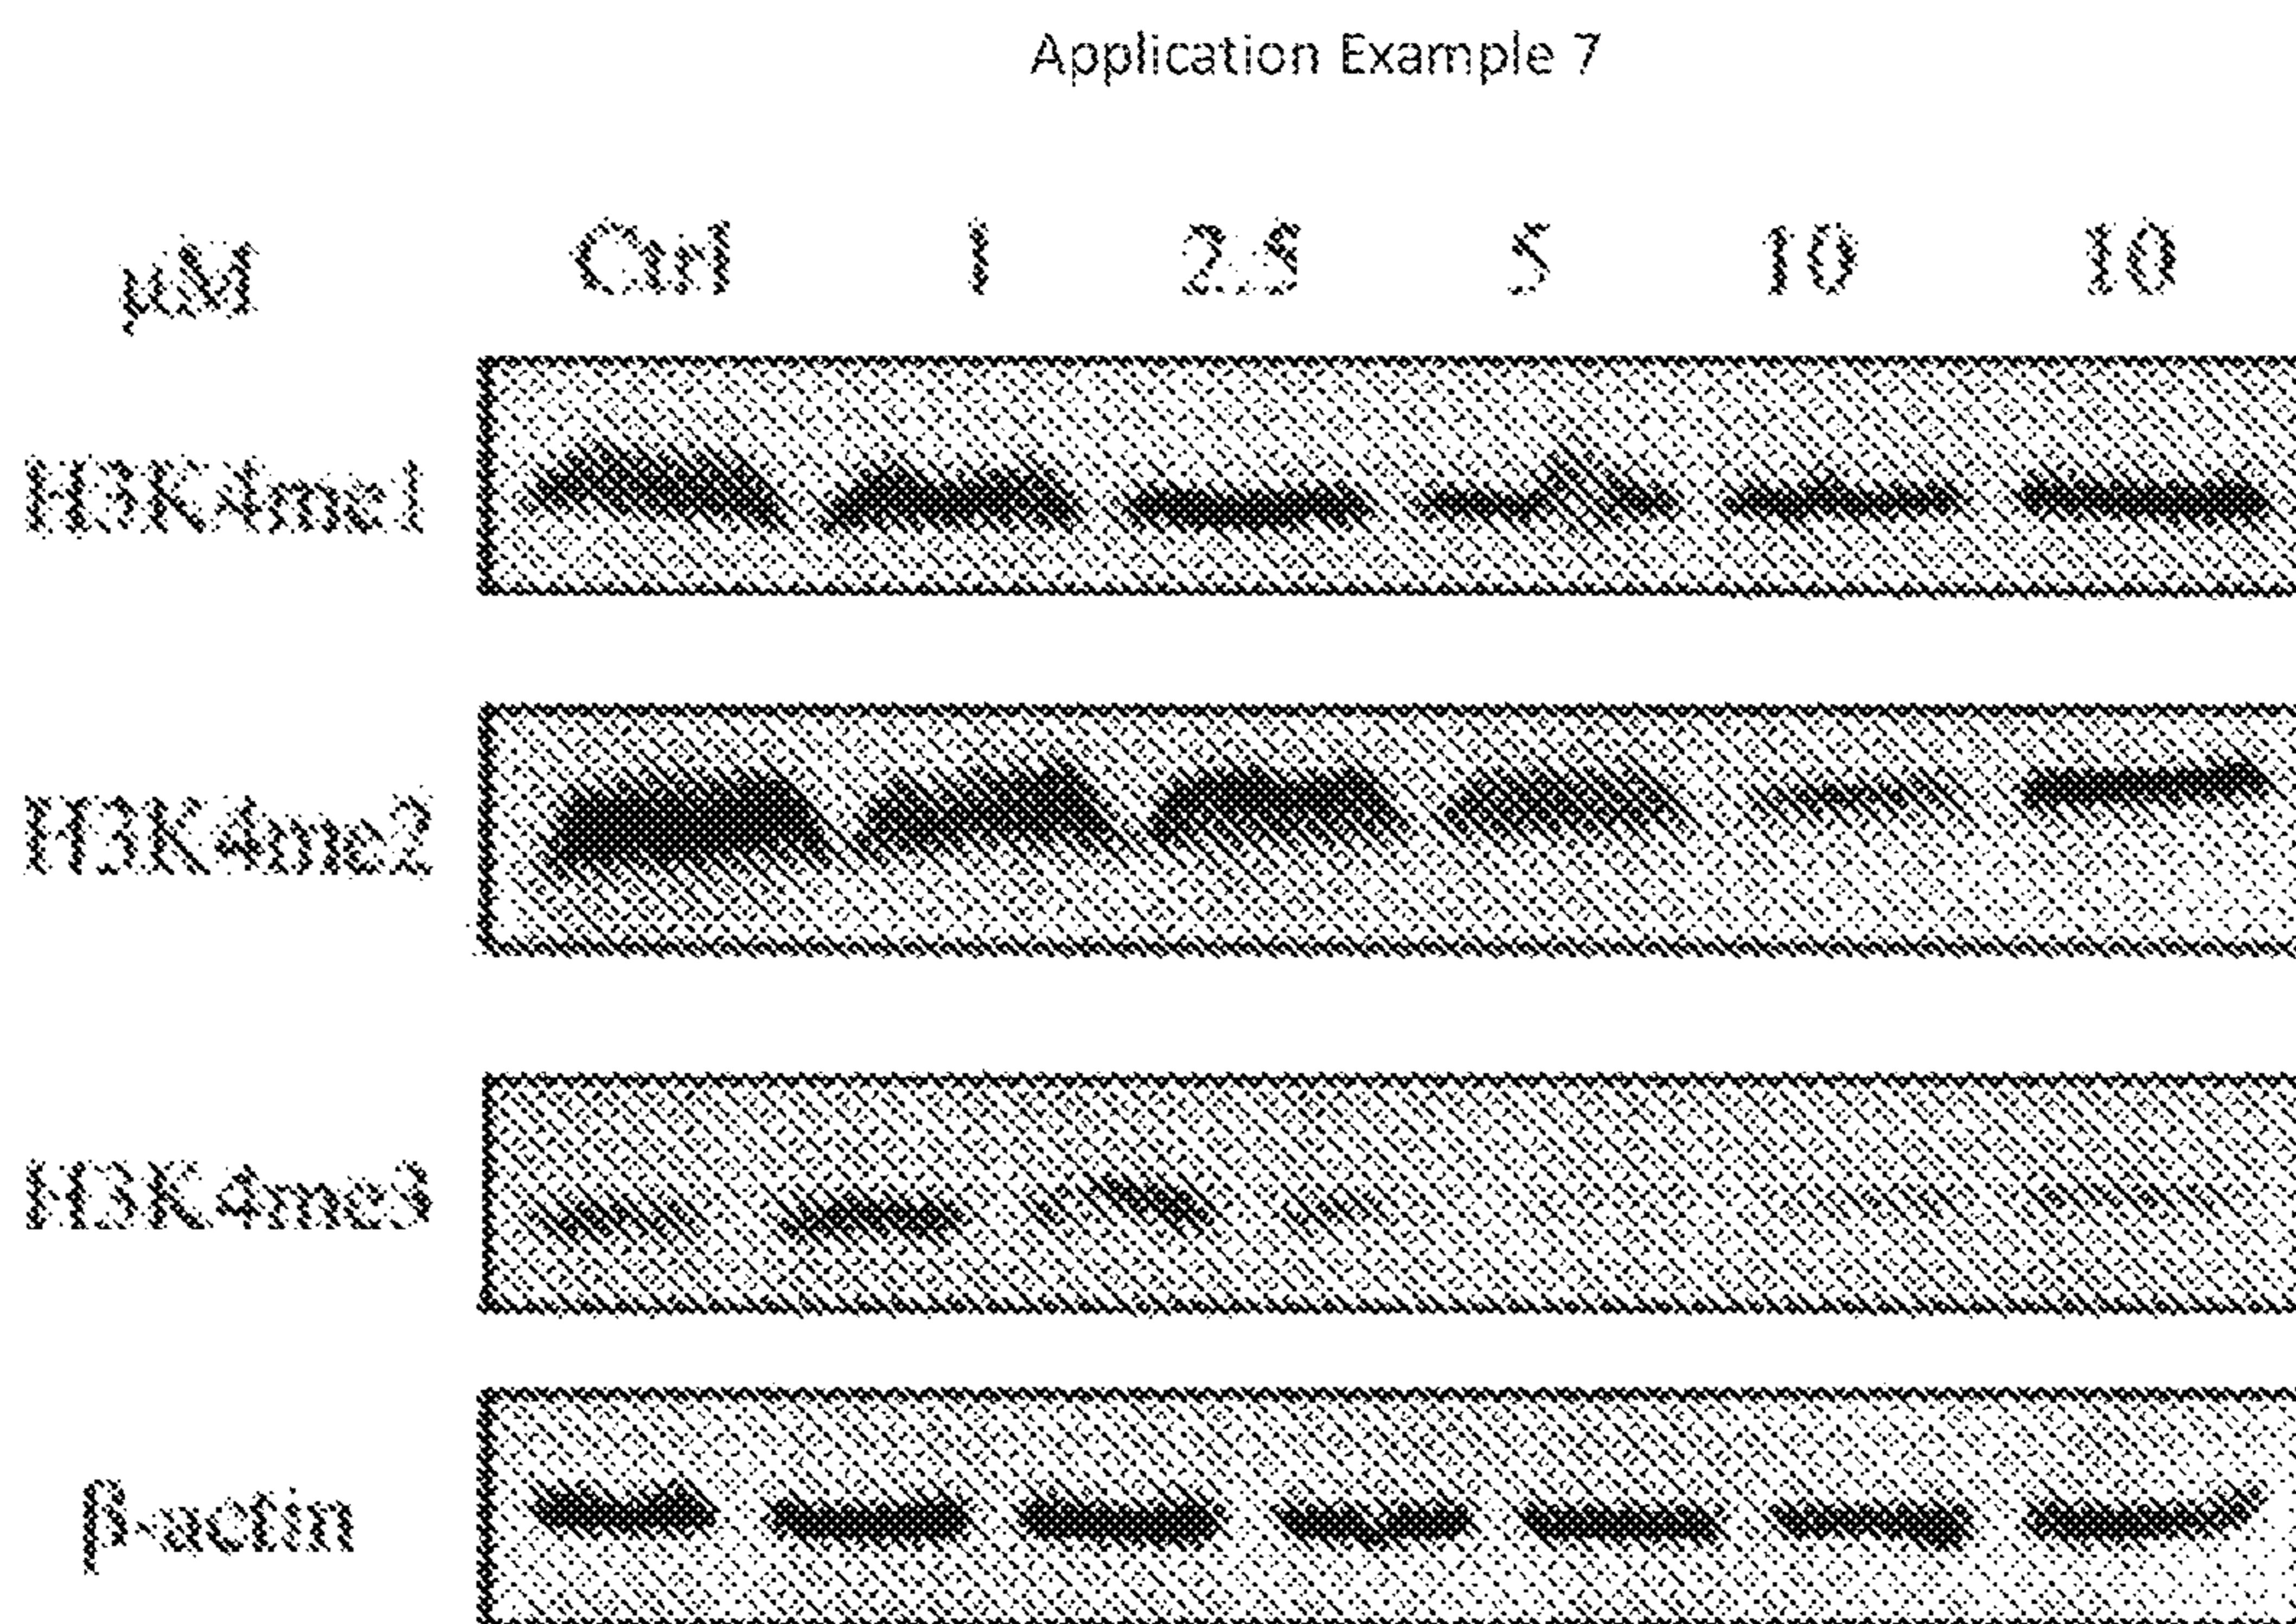 Application Example 7
µM Ctrl 1 2.5 5 10 10
H3K4me1
H3K4me2
H3K4me3
β-actin